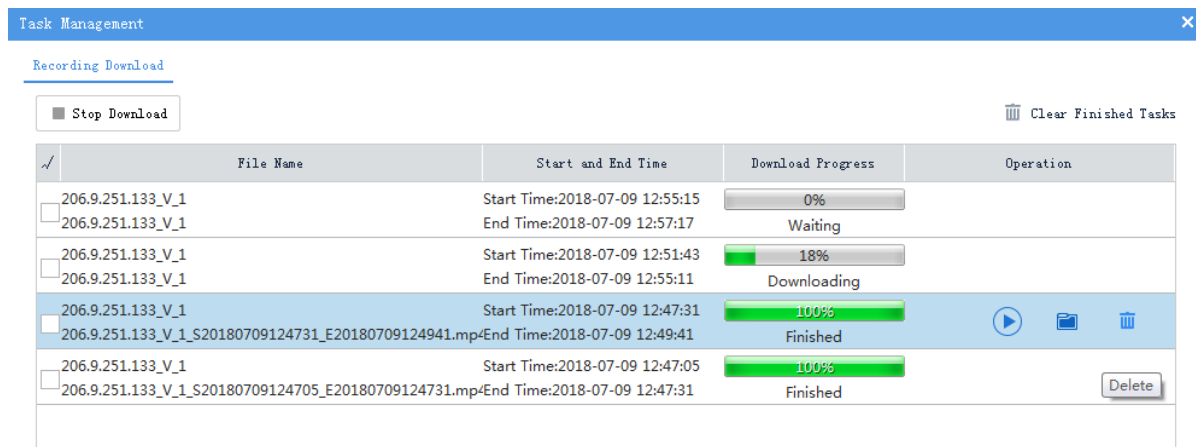 Task Management
Recording Download
Stop Download
Clear Finished Tasks
File Name Start and End Time Download Progress Operation
206.9.251.133_V_1 Start Time:2018-07-09 12:55:15 0%
206.9.251.133_V_1 End Time:2018-07-09 12:57:17 Waiting
206.9.251.133_V_1 Start Time:2018-07-09 12:51:43 18%
206.9.251.133_V_1 End Time:2018-07-09 12:55:11 Downloading
206.9.251.133_V_1 Start Time:2018-07-09 12:47:31 100%
206.9.251.133_V_1_S20180709124731_E20180709124941.mp4 End Time:2018-07-09 12:49:41 Finished
206.9.251.133_V_1 Start Time:2018-07-09 12:47:05 100%
206.9.251.133_V_1_S20180709124705_E20180709124731.mp4 End Time:2018-07-09 12:47:31 Finished
Delete